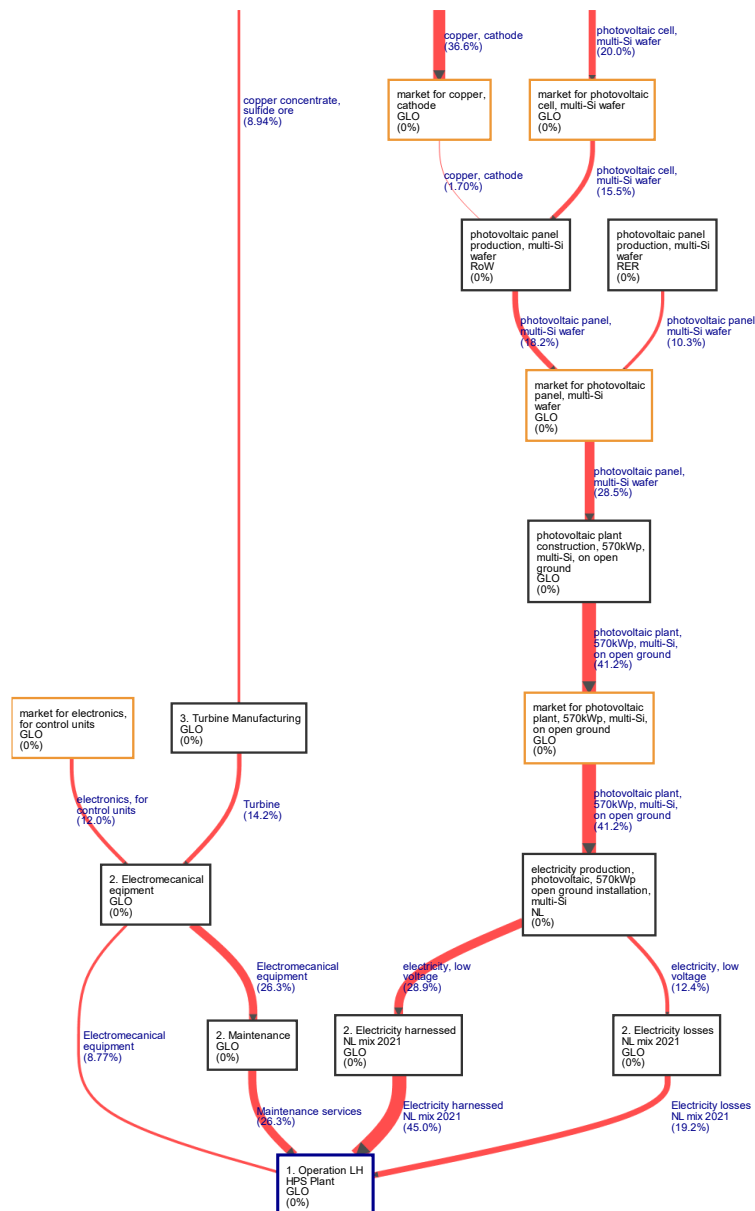 copper, cathode
(36.6%)
photovoltaic cell,
multi-Si wafer
(20.0%)
copper concentrate,
sulfide ore
(8.94%)
market for copper,
cathode
GLO
(0%)
market for photovoltaic
cell, multi-Si wafer
GLO
(0%)
copper, cathode
(1.70%)
photovoltaic cell,
multi-Si wafer
(15.5%)
photovoltaic panel
production, multi-Si
wafer
RoW
(0%)
photovoltaic panel
production, multi-Si
wafer
RER
(0%)
photovoltaic panel,
multi-Si wafer
(18.2%)
photovoltaic panel,
multi-Si wafer
(10.3%)
market for photovoltaic
panel, multi-Si
wafer
GLO
(0%)
photovoltaic panel,
multi-Si wafer
(28.5%)
photovoltaic plant
construction, 570kWp,
multi-Si, on open
ground
GLO
(0%)
photovoltaic plant,
570kWp, multi-Si,
on open ground
(41.2%)
market for electronics,
for control units
GLO
(0%)
3. Turbine Manufacturing
GLO
(0%)
market for photovoltaic
plant, 570kWp, multi-Si,
on open ground
GLO
(0%)
electronics, for
control units
(12.0%)
Turbine
(14.2%)
photovoltaic plant,
570kWp, multi-Si,
on open ground
(41.2%)
2. Electromecanical
eqipment
GLO
(0%)
electricity production,
photovoltaic, 570kWp
open ground installation,
multi-Si
NL
(0%)
Electromecanical
equipment
(26.3%)
electricity, low
voltage
(28.9%)
electricity, low
voltage
(12.4%)
Electromecanical
equipment
(8.77%)
2. Maintenance
GLO
(0%)
2. Electricity harnessed
NL mix 2021
GLO
(0%)
2. Electricity losses
NL mix 2021
GLO
(0%)
Maintenance services
(26.3%)
Electricity harnessed
NL mix 2021
(45.0%)
Electricity losses
NL mix 2021
(19.2%)
1. Operation LH
HPS Plant
GLO
(0%)